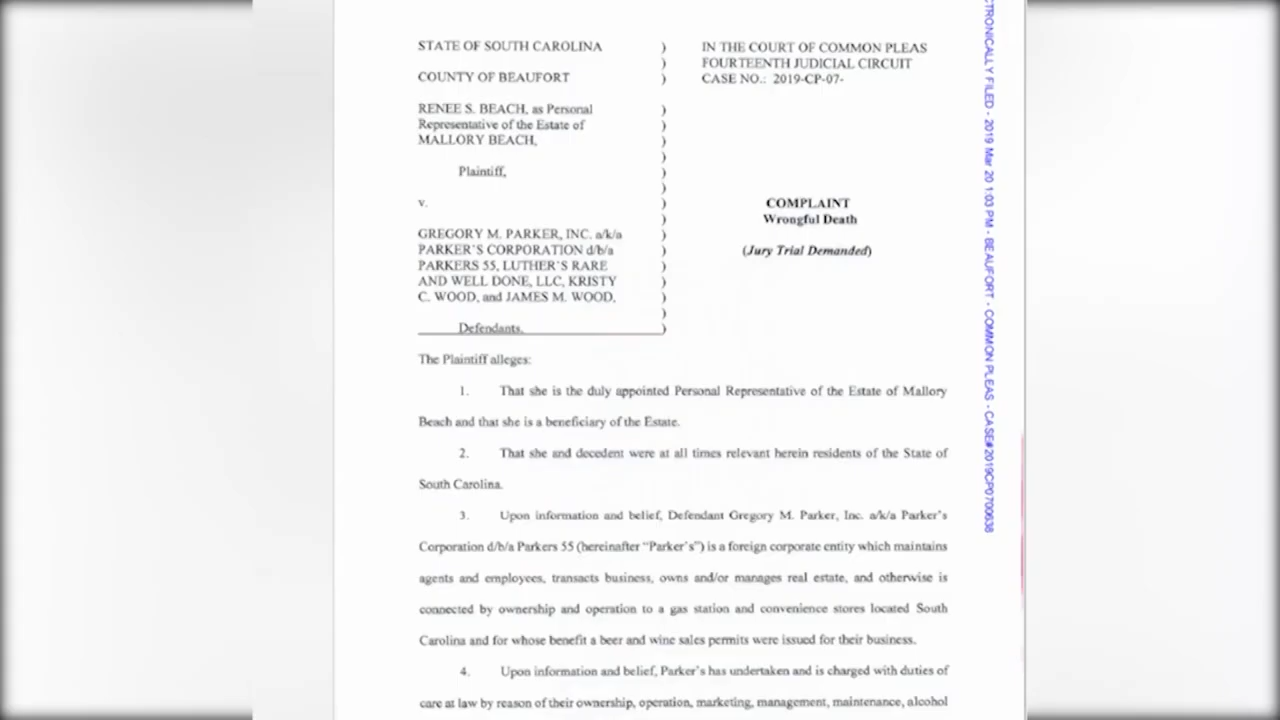 STATE OF SOUTH CAROLINA )
)
COUNTY OF BEAUFORT )
IN THE COURT OF COMMON PLEAS
FOURTEENTH JUDICIAL CIRCUIT
CASE NO.: 2019-CP-07-
RENEE S. BEACH, as Personal )
Representative of the Estate of )
MALLORY BEACH, )
)
Plaintiff, )
)
v. )
)
GREGORY M. PARKER, INC. a/k/a )
PARKER'S CORPORATION d/b/a )
PARKERS 55, LUTHER'S RARE )
AND WELL DONE, LLC, KRISTY )
C. WOOD, and JAMES M. WOOD, )
)
Defendants. )
COMPLAINT
Wrongful Death
(Jury Trial Demanded)
The Plaintiff alleges:
1. That she is the duly appointed Personal Representative of the Estate of Mallory
Beach and that she is a beneficiary of the Estate.
2. That she and decedent were at all times relevant herein residents of the State of
South Carolina.
3. Upon information and belief, Defendant Gregory M. Parker, Inc. a/k/a Parker's
Corporation d/b/a Parkers 55 (hereinafter "Parker's") is a foreign corporate entity which maintains
agents and employees, transacts business, owns and/or manages real estate, and otherwise is
connected by ownership and operation to a gas station and convenience stores located South
Carolina and for whose benefit a beer and wine sales permits were issued for their business.
4. Upon information and belief, Parker's has undertaken and is charged with duties of
care at law by reason of their ownership, operation, marketing, management, maintenance, alcohol
CTRONICALLY FILED - 2019 Mar 20 1:03 PM - BEAUFORT - COMMON PLEAS - CASE#2019CP0700638